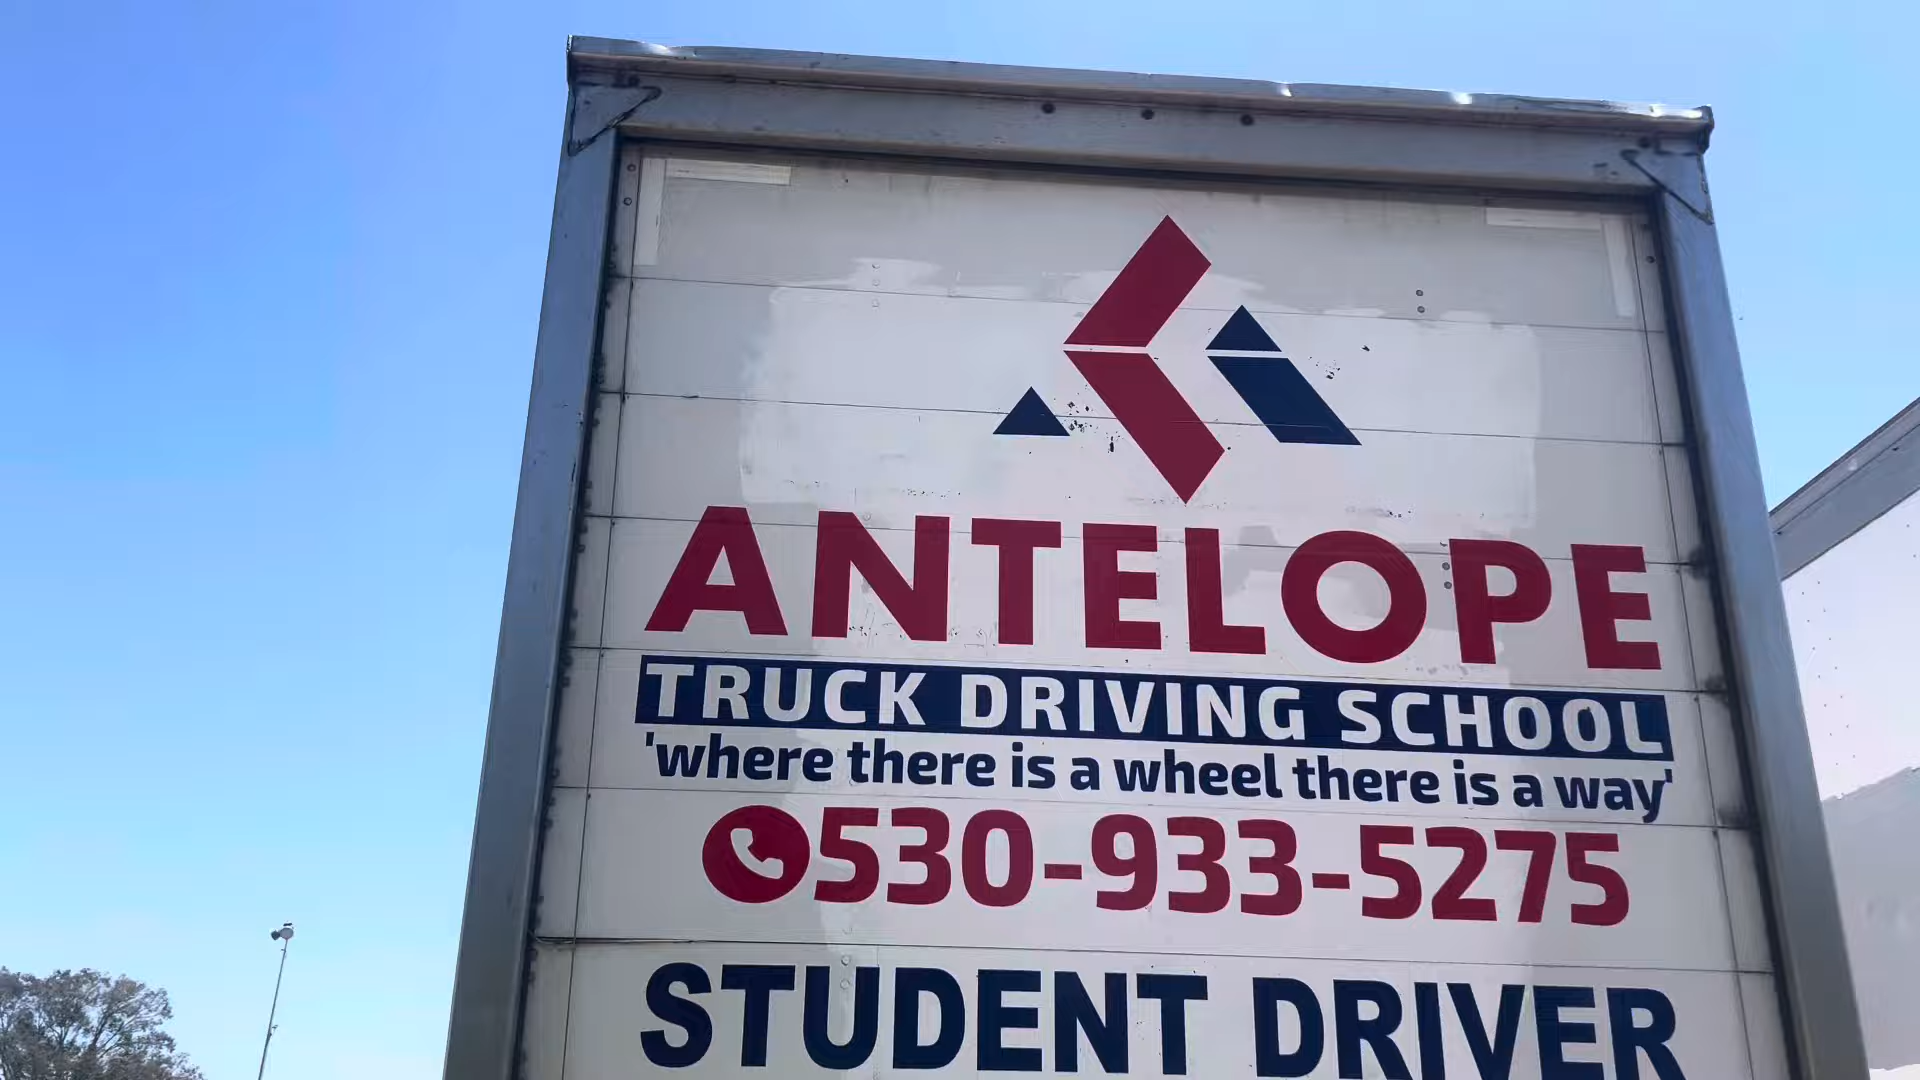 ANTELOPE
TRUCK DRIVING SCHOOL
'where there is a wheel there is a way'
530-933-5275
STUDENT DRIVER